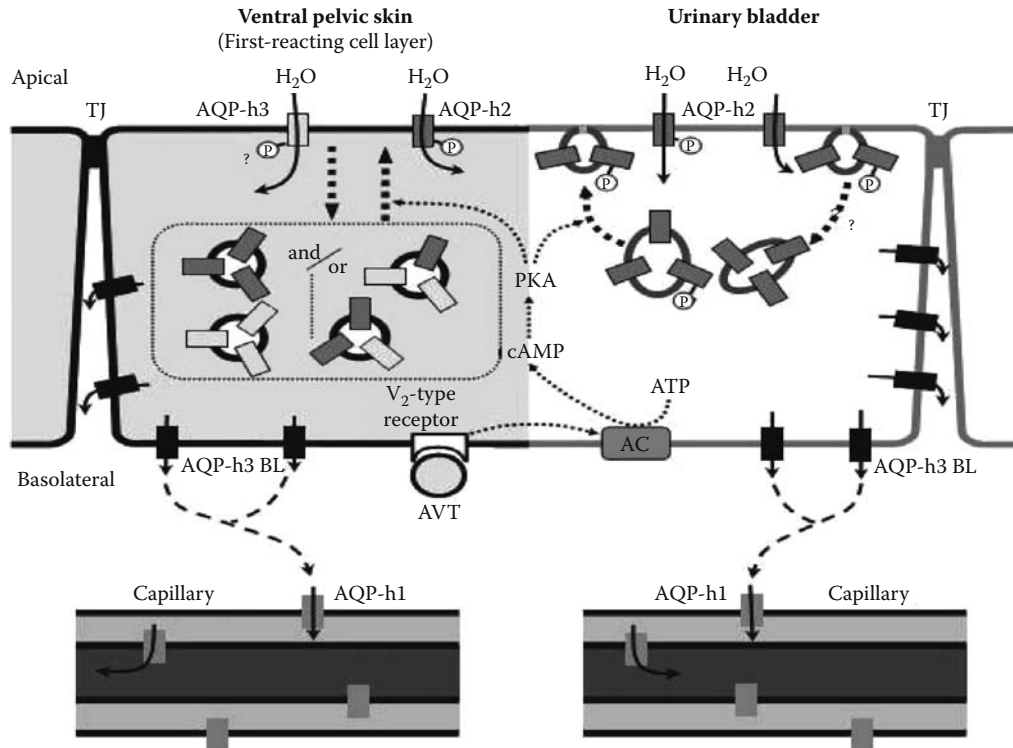 Ventral pelvic skin
(First-reacting cell layer)
Urinary bladder
Apical
H₂O
H₂O
H₂O
H₂O
TJ
AQP-h3
AQP-h2
AQP-h2
TJ
P
?
P
P
P
P
?
and
or
P
PKA
cAMP
V₂-type
receptor
ATP
AC
AQP-h3 BL
AQP-h3 BL
Basolateral
AVT
Capillary
AQP-h1
AQP-h1
Capillary